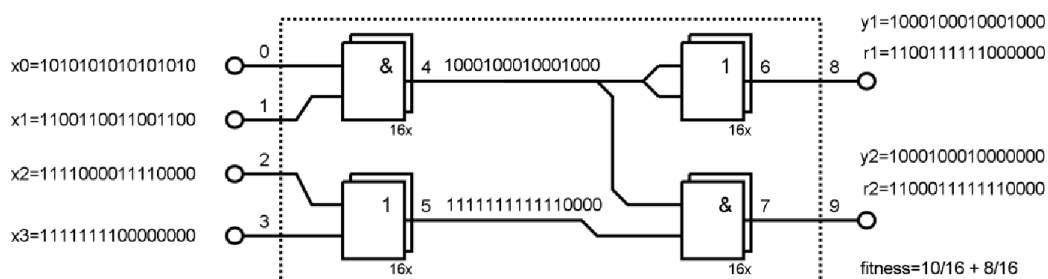 y1=1000100010001000
r1=1100111111000000
x0=1010101010101010
0
&
4
1000100010001000
1
6
8
x1=1100110011001100
1
16x
16x
x2=1111000011110000
2
y2=1000100010000000
r2=1100011111110000
x3=1111111100000000
3
1
5
1111111111110000
&
7
9
16x
16x
fitness=10/16 + 8/16